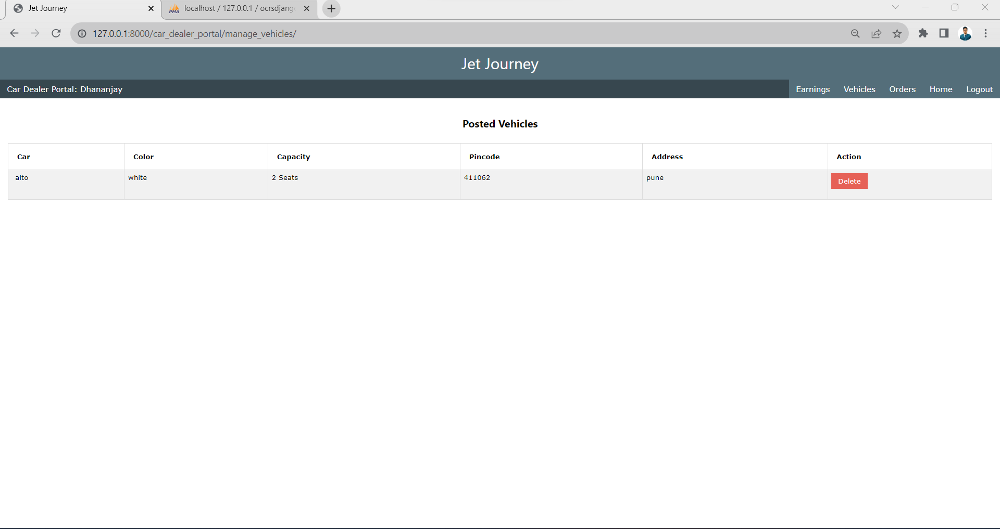 Jet Journey
PMA localhost / 127.0.0.1 / ocrsdjang
127.0.0.1:8000/car_dealer_portal/manage_vehicles/
Jet Journey
Car Dealer Portal: Dhananjay Earnings Vehicles Orders Home Logout
Posted Vehicles
Car Color Capacity Pincode Address Action
alto white 2 Seats 411062 pune Delete